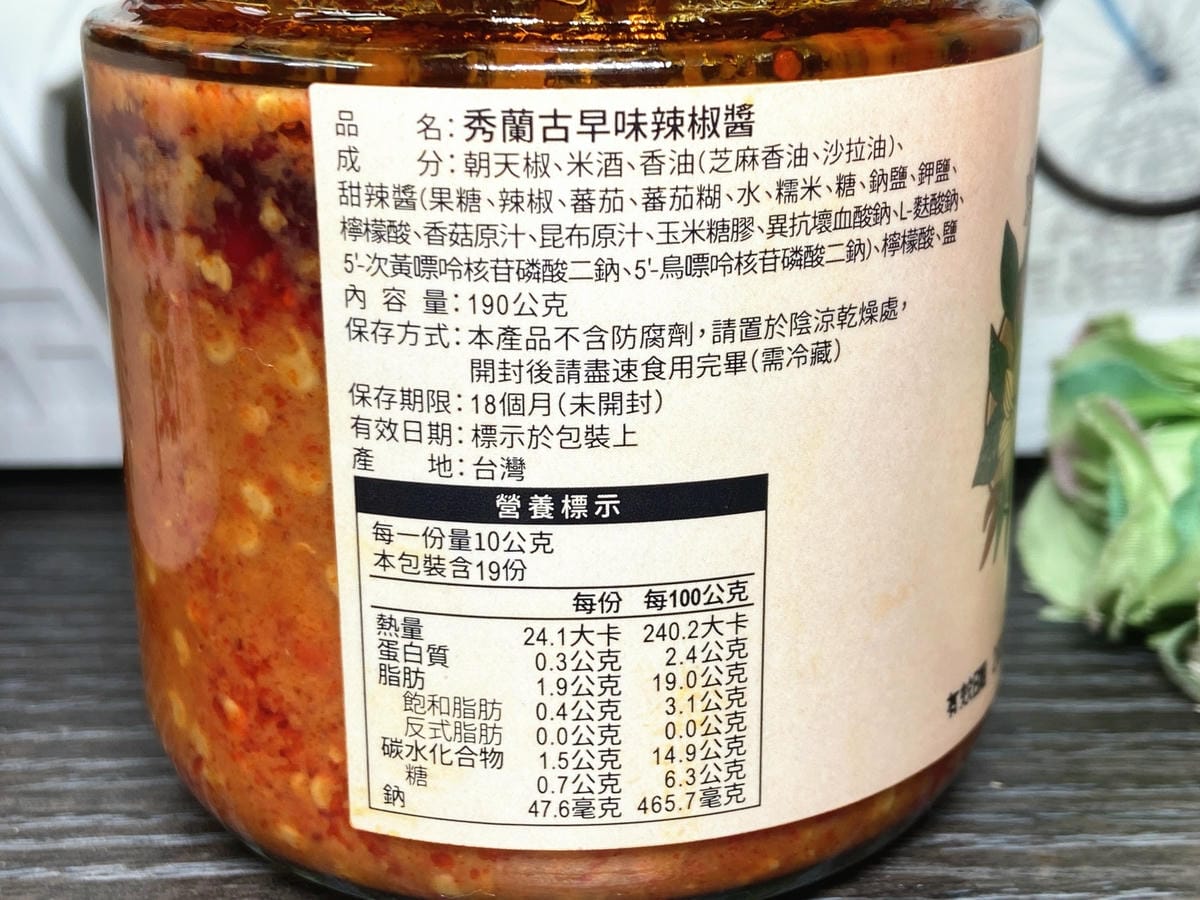 品 名：秀蘭古早味辣椒醬
成 分：朝天椒、米酒、香油(芝麻香油、沙拉油)、
甜辣醬(果糖、辣椒、蕃茄、蕃茄糊、水、糯米、糖、鈉鹽、鉀鹽、
檸檬酸、香菇原汁、昆布原汁、玉米糖膠、異抗壞血酸鈉、L-麩酸鈉、
5'-次黃嘌呤核苷磷酸二鈉、5'-鳥嘌呤核苷磷酸二鈉)、檸檬酸、鹽
內 容 量：190公克
保存方式：本產品不含防腐劑，請置於陰涼乾燥處，
開封後請盡速食用完畢(需冷藏)
保存期限：18個月(未開封)
有效日期：標示於包裝上
產 地：台灣
營養標示
每一份量10公克
本包裝含19份
每份 每100公克
熱量 24.1大卡 240.2大卡
蛋白質 0.3公克 2.4公克
脂肪 1.9公克 19.0公克
飽和脂肪 0.4公克 3.1公克
反式脂肪 0.0公克 0.0公克
碳水化合物 1.5公克 14.9公克
糖 0.7公克 6.3公克
鈉 47.6毫克 465.7毫克
有效日期